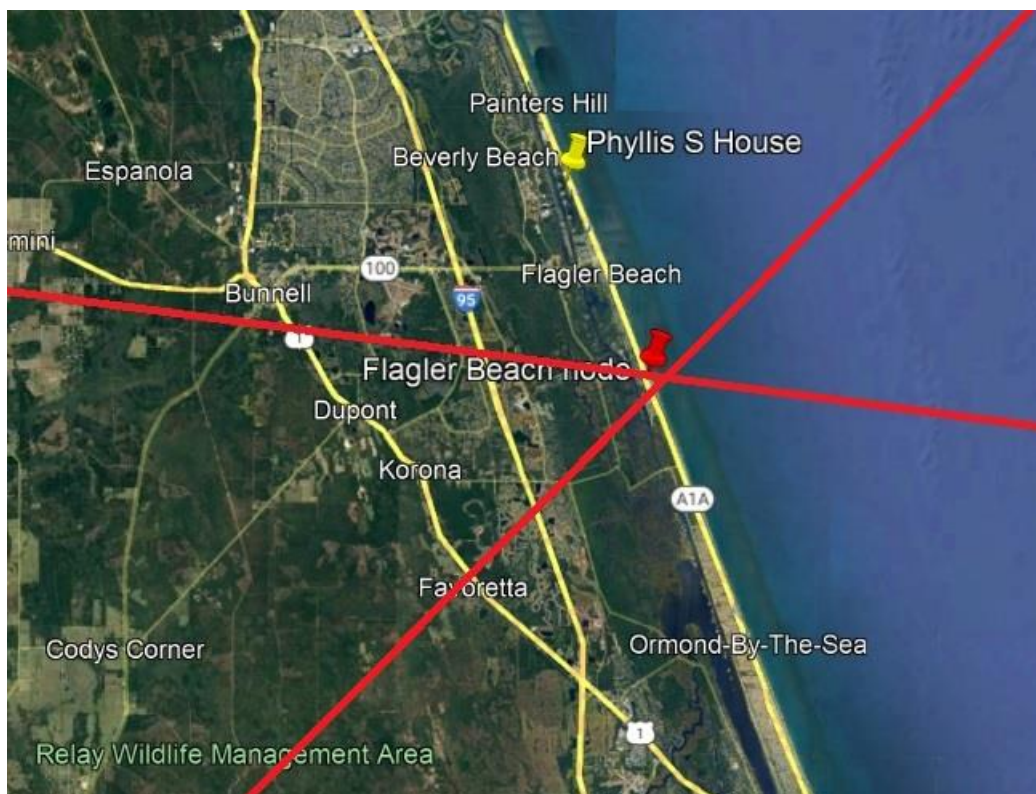 Painters Hill
Phyllis S House
Beverly Beach
Espanola
mini
100
Flagler Beach
Bunnell
95
1
Flagler Beach node
Dupont
Korona
A1A
Favoretta
Codys Corner
Ormond-By-The-Sea
1
Relay Wildlife Management Area